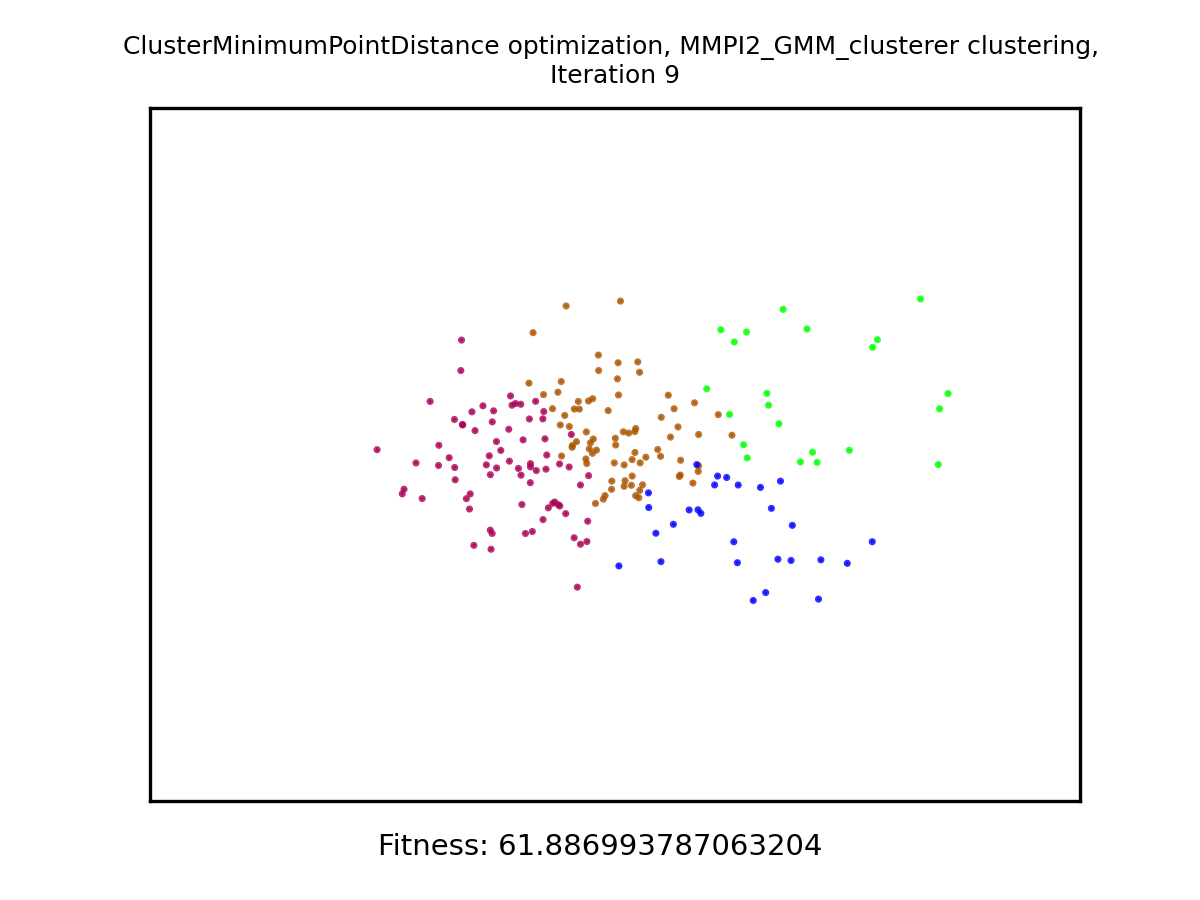 ClusterMinimumPointDistance optimization, MMPI2_GMM_clusterer clustering,
Iteration 9
Fitness: 61.886993787063204